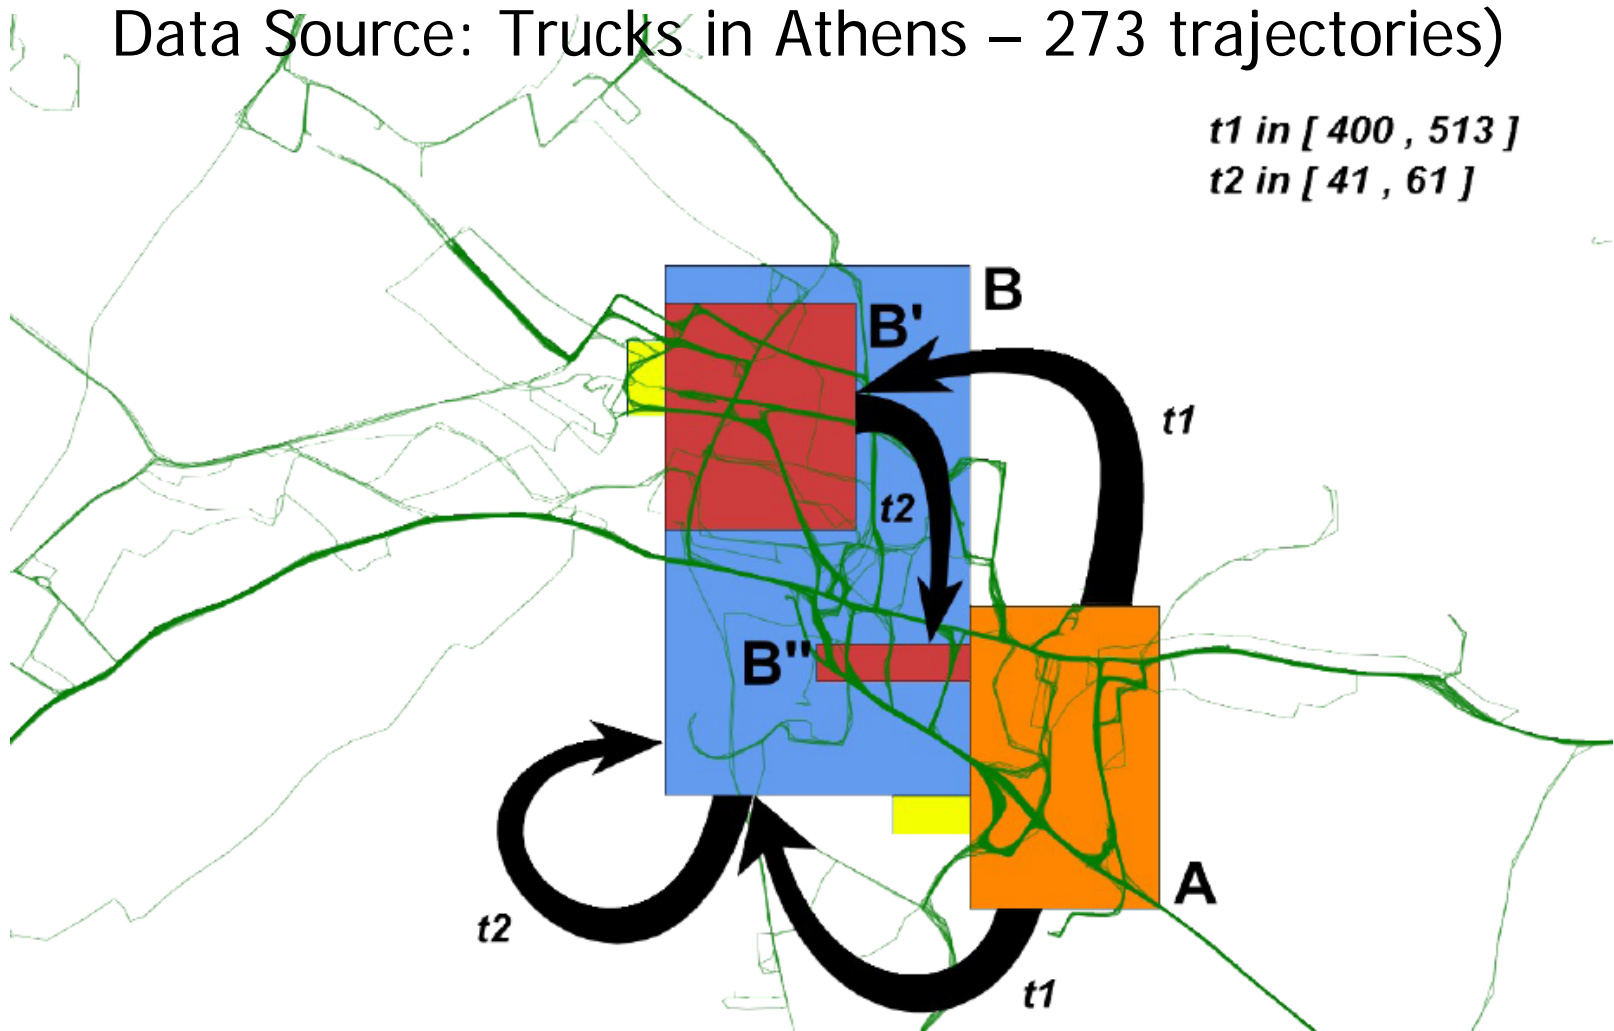 Data Source: Trucks in Athens – 273 trajectories)
t1 in [ 400 , 513 ]
t2 in [ 41 , 61 ]
B
B'
t1
t2
B"
A
t2
t1